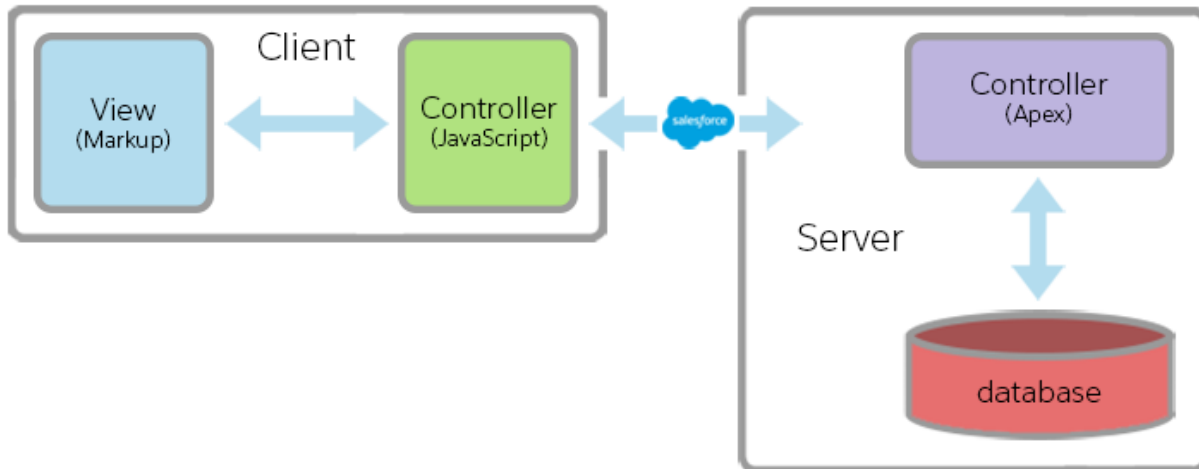 Client
View
(Markup)
Controller
(JavaScript)
salesforce
Controller
(Apex)
Server
database